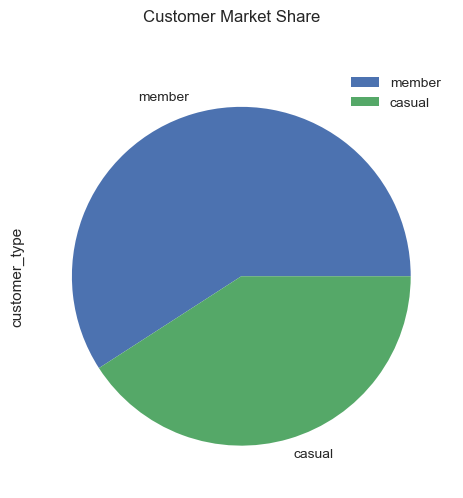 Customer Market Share
member
casual
member
customer_type
casual